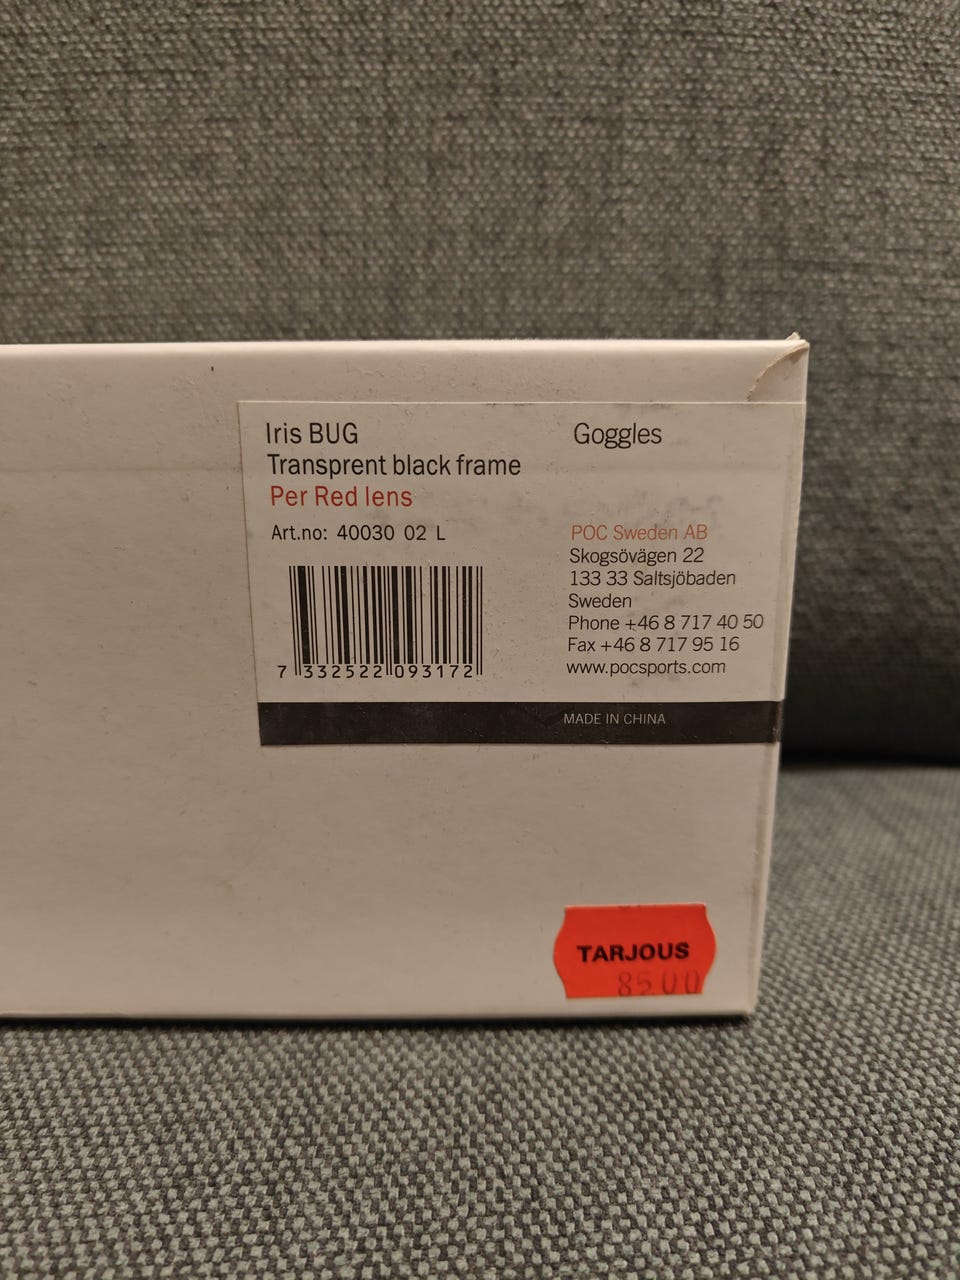 Iris BUG
Transprent black frame
Per Red lens
Art.no: 40030 02 L
7 332522 093172
Goggles
POC Sweden AB
Skogsövägen 22
133 33 Saltsjöbaden
Sweden
Phone +46 8 717 40 50
Fax +46 8 717 95 16
www.pocsports.com
MADE IN CHINA
TARJOUS
85.00